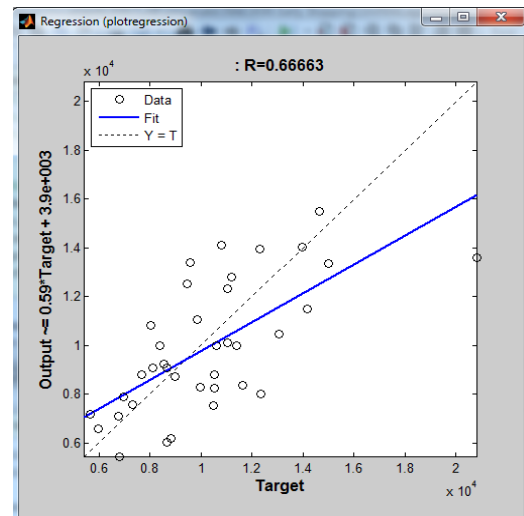 Regression (plotregression)
: R=0.66663
x 10^4
Data
Fit
Y = T
2
1.8
1.6
1.4
1.2
1
0.8
0.6
Output ~= 0.59*Target + 3.9e+003
0.6 0.8 1 1.2 1.4 1.6 1.8 2
Target
x 10^4